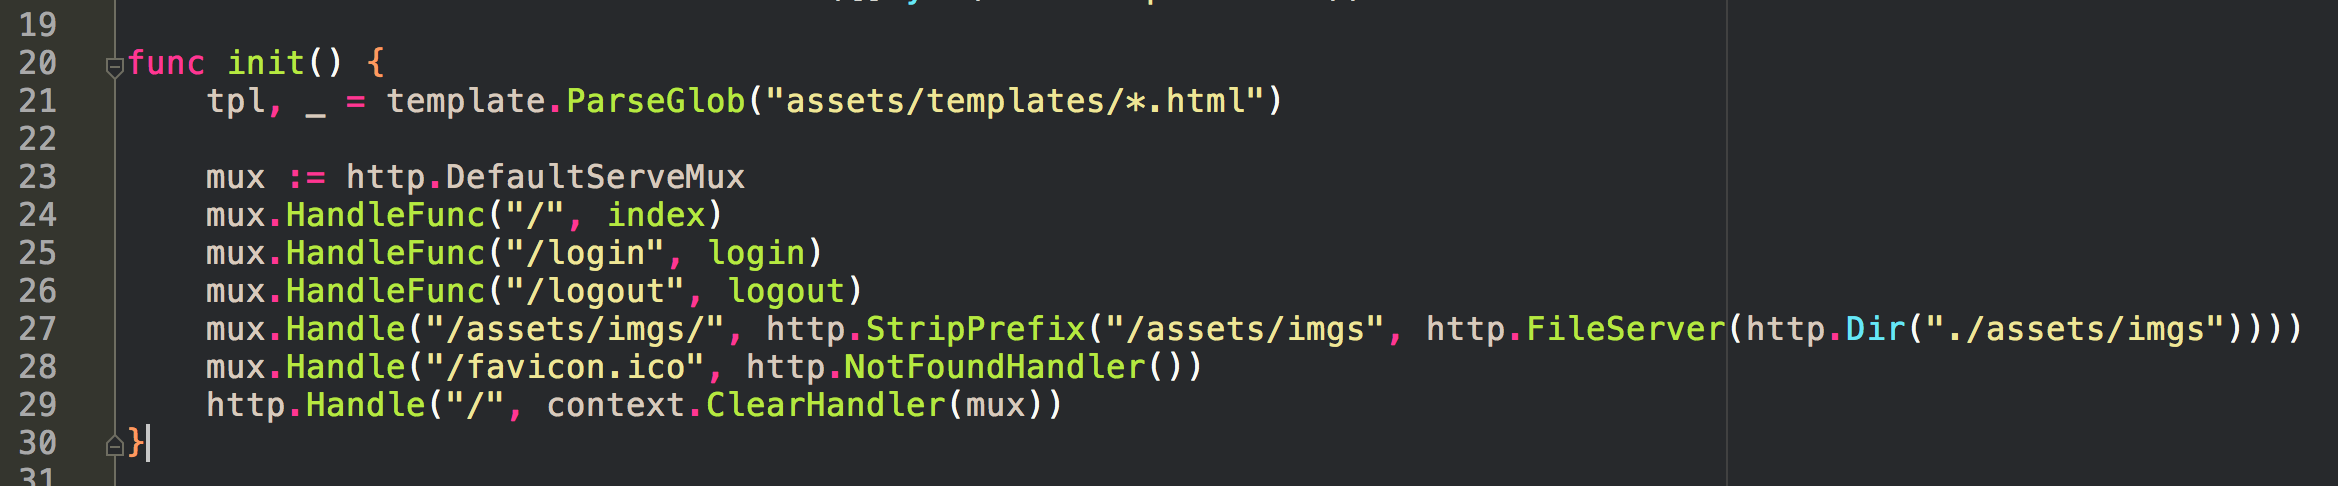 19
20 func init() {
21 tpl, _ = template.ParseGlob("assets/templates/*.html")
22
23 mux := http.DefaultServeMux
24 mux.HandleFunc("/", index)
25 mux.HandleFunc("/login", login)
26 mux.HandleFunc("/logout", logout)
27 mux.Handle("/assets/imgs/", http.StripPrefix("/assets/imgs", http.FileServer(http.Dir("./assets/imgs"))))
28 mux.Handle("/favicon.ico", http.NotFoundHandler())
29 http.Handle("/", context.ClearHandler(mux))
30 }
31